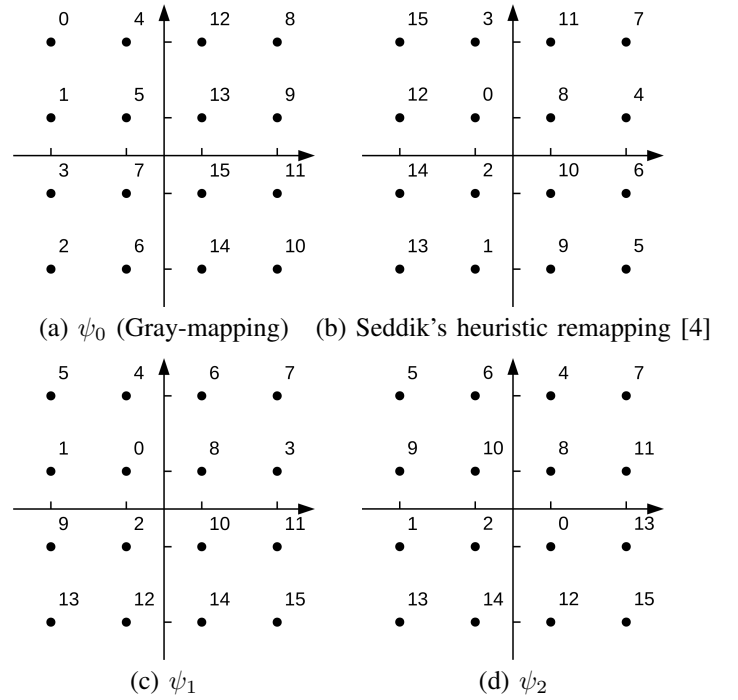 0 4 12 8
1 5 13 9
3 7 15 11
2 6 14 10
(a) ψ₀ (Gray-mapping)
15 3 11 7
12 0 8 4
14 2 10 6
13 1 9 5
(b) Seddik's heuristic remapping [4]
5 4 6 7
1 0 8 3
9 2 10 11
13 12 14 15
(c) ψ₁
5 6 4 7
9 10 8 11
1 2 0 13
13 14 12 15
(d) ψ₂